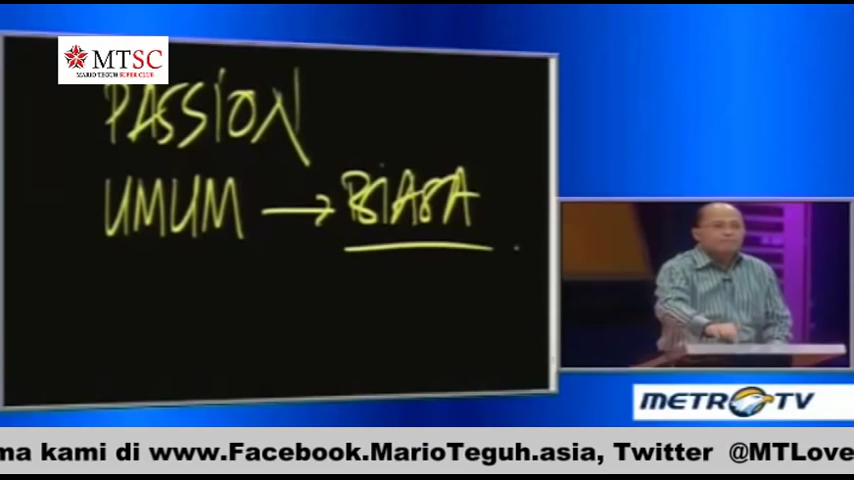 MTSC
MARIO TEGUH SUPER CLUB
PASSION
UMUM → BIASA
METRO TV
ma kami di www.Facebook.MarioTeguh.asia, Twitter @MTLove